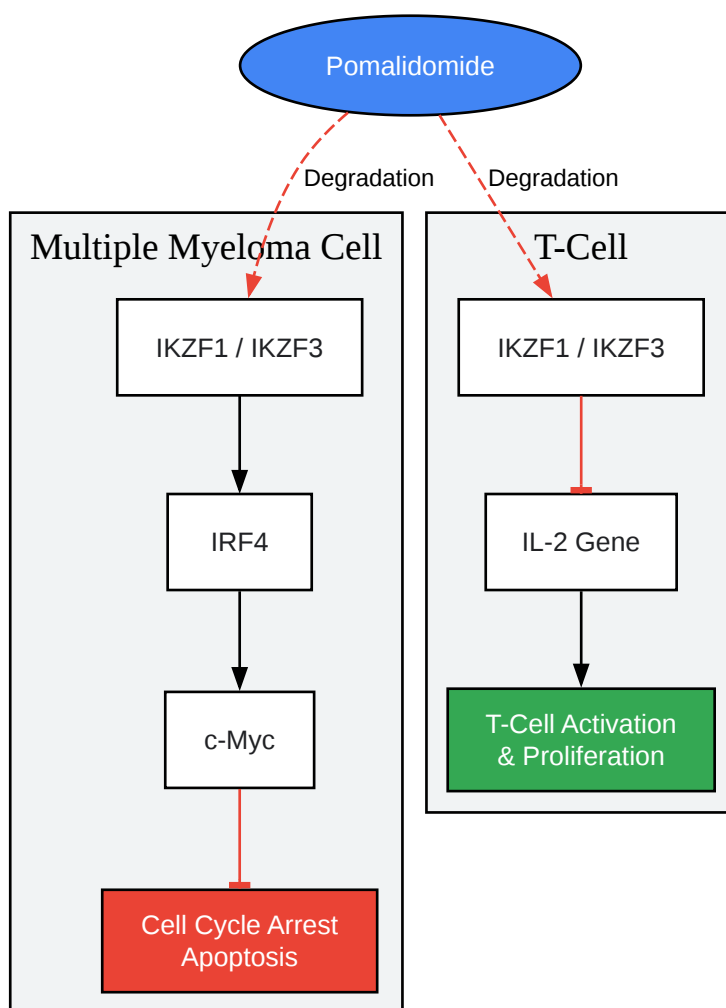 Pomalidomide
Degradation
Degradation
Multiple Myeloma Cell
IKZF1 / IKZF3
IRF4
c-Myc
Cell Cycle Arrest
Apoptosis
T-Cell
IKZF1 / IKZF3
IL-2 Gene
T-Cell Activation
& Proliferation